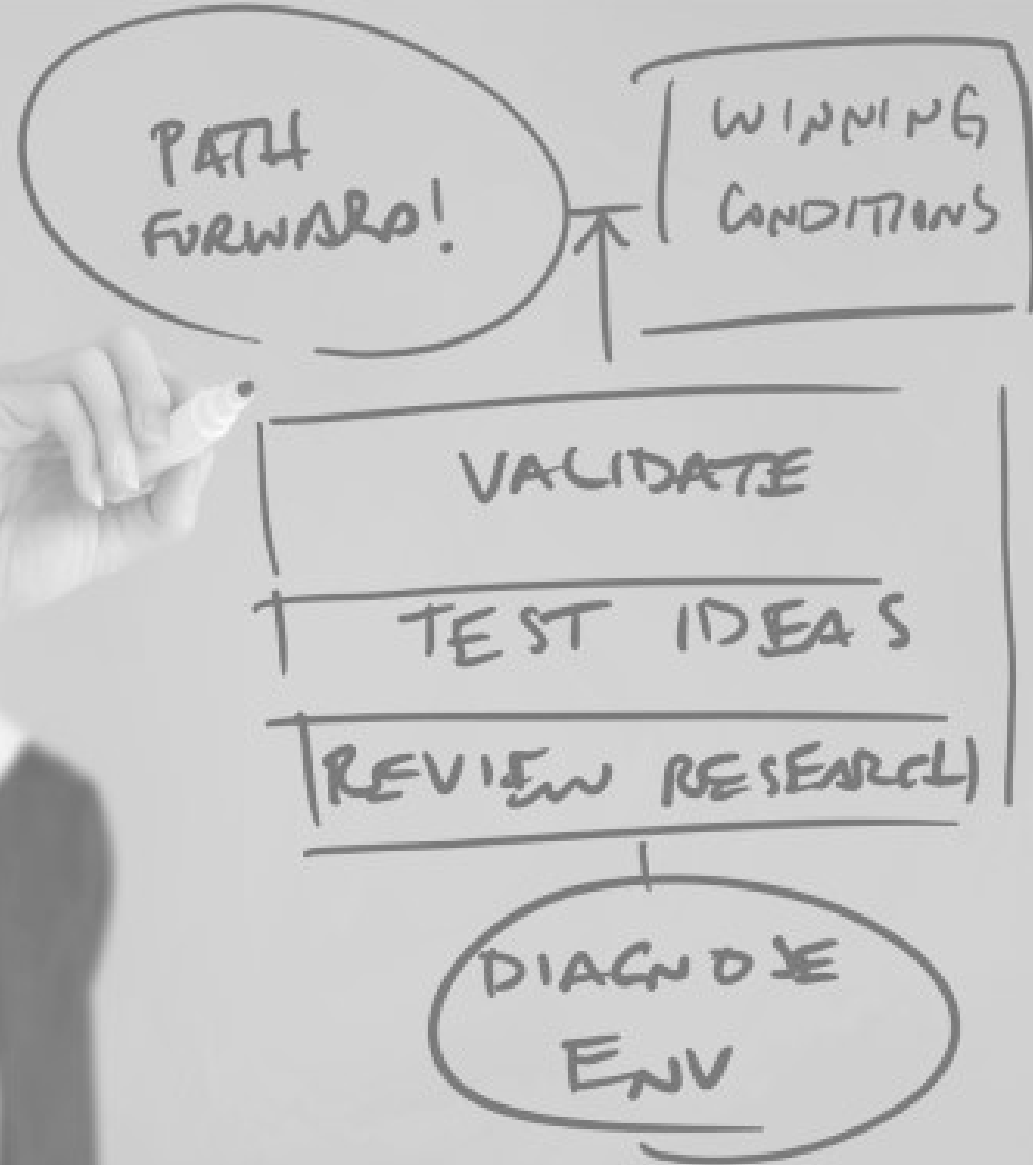 PATH
FORWARD!
WINNING
CONDITIONS
VALIDATE
TEST IDEAS
REVIEW RESEARCH
DIAGNOSE
ENV